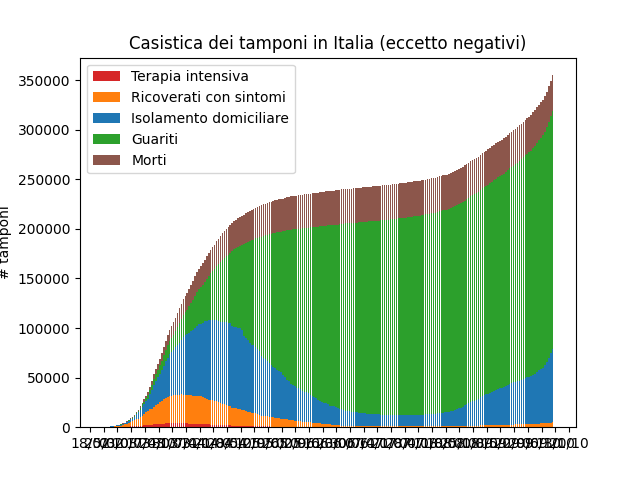 Casistica dei tamponi in Italia (eccetto negativi)
Terapia intensiva
Ricoverati con sintomi
Isolamento domiciliare
Guariti
Morti
350000
300000
250000
200000
150000
100000
50000
0
# tamponi